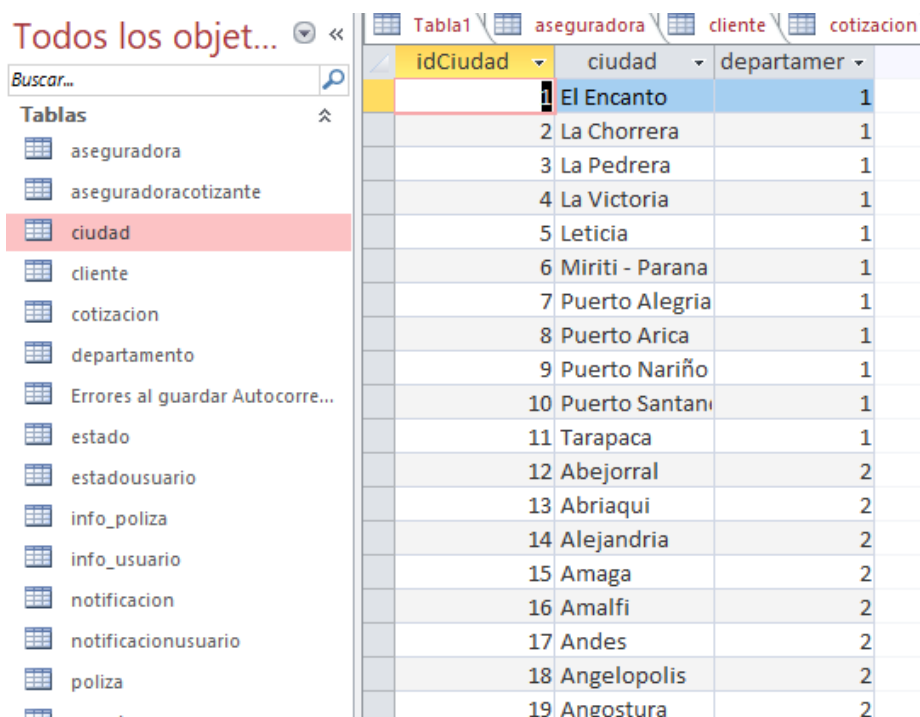 Todos los objet...
Buscar...
Tablas
aseguradora
aseguradoracotizante
ciudad
cliente
cotizacion
departamento
Errores al guardar Autocorre...
estado
estadousuario
info_poliza
info_usuario
notificacion
notificacionusuario
poliza
Tabla1 aseguradora cliente cotizacion
idCiudad ciudad departamer
1 El Encanto 1
2 La Chorrera 1
3 La Pedrera 1
4 La Victoria 1
5 Leticia 1
6 Miriti - Parana 1
7 Puerto Alegria 1
8 Puerto Arica 1
9 Puerto Nariño 1
10 Puerto Santan 1
11 Tarapaca 1
12 Abejorral 2
13 Abriaqui 2
14 Alejandria 2
15 Amaga 2
16 Amalfi 2
17 Andes 2
18 Angelopolis 2
19 Angostura 2